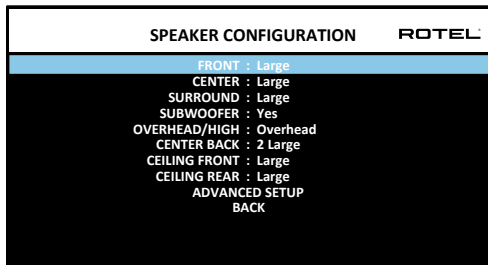 SPEAKER CONFIGURATION ROTEL
FRONT : Large
CENTER : Large
SURROUND : Large
SUBWOOFER : Yes
OVERHEAD/HIGH : Overhead
CENTER BACK : 2 Large
CEILING FRONT : Large
CEILING REAR : Large
ADVANCED SETUP
BACK